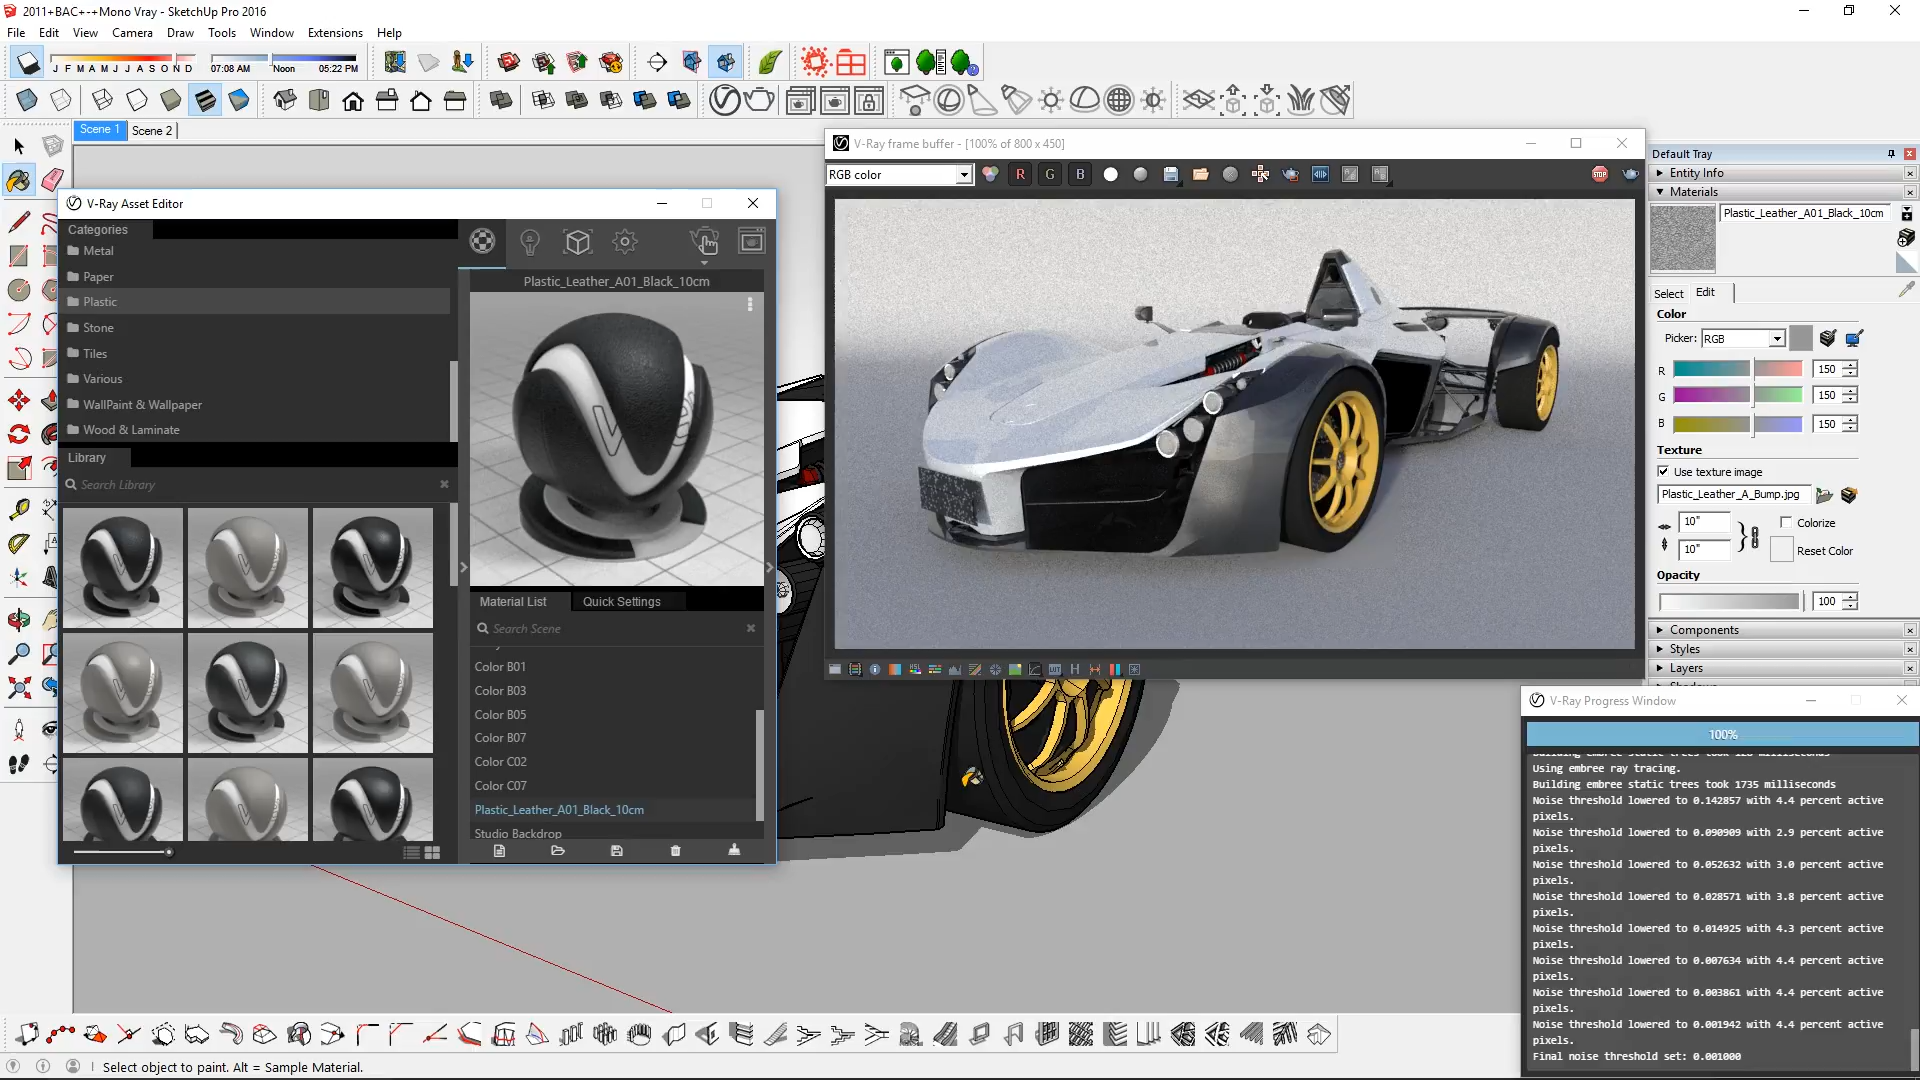 2011+BAC+-+Mono Vray - SketchUp Pro 2016
File Edit View Camera Draw Tools Window Extensions Help
J F M A M J J A S O N D 07:08 AM Noon 05:22 PM
Scene 1 Scene 2
V-Ray Asset Editor
Categories
Metal
Paper
Plastic
Stone
Tiles
Various
WallPaint & Wallpaper
Wood & Laminate
Library
Search Library
Plastic_Leather_A01_Black_10cm
Material List Quick Settings
Search Scene
Color B01
Color B03
Color B05
Color B07
Color C02
Color C07
Plastic_Leather_A01_Black_10cm
Studio Backdrop
V-Ray frame buffer - [100% of 800 x 450]
RGB color R G B
STOP
HSL
LUT H
Default Tray
Entity Info
Materials
Plastic_Leather_A01_Black_10cm
Select Edit
Color
Picker: RGB
R 150
G 150
B 150
Texture
Use texture image
Plastic_Leather_A_Bump.jpg
10" Colorize
10" Reset Color
Opacity
100
Components
Styles
Layers
V-Ray Progress Window
100%
Using embree ray tracing.
Building embree static trees took 1735 milliseconds
Noise threshold lowered to 0.142857 with 4.4 percent active
pixels.
Noise threshold lowered to 0.090909 with 2.9 percent active
pixels.
Noise threshold lowered to 0.052632 with 3.0 percent active
pixels.
Noise threshold lowered to 0.028571 with 3.8 percent active
pixels.
Noise threshold lowered to 0.014925 with 4.3 percent active
pixels.
Noise threshold lowered to 0.007634 with 4.4 percent active
pixels.
Noise threshold lowered to 0.003861 with 4.4 percent active
pixels.
Noise threshold lowered to 0.001942 with 4.4 percent active
pixels.
Final noise threshold set: 0.001000
Select object to paint. Alt = Sample Material.